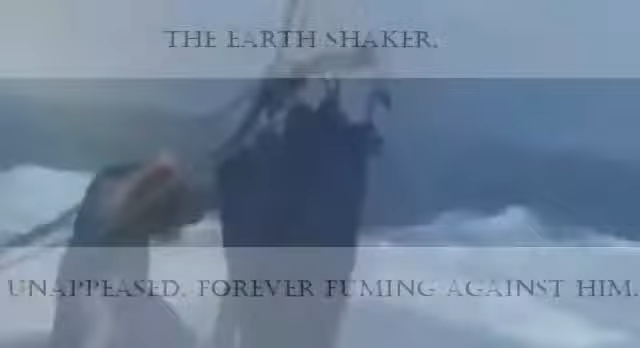 THE EARTH SHAKER,
UNAPPEASED, FOREVER FUMING AGAINST HIM.